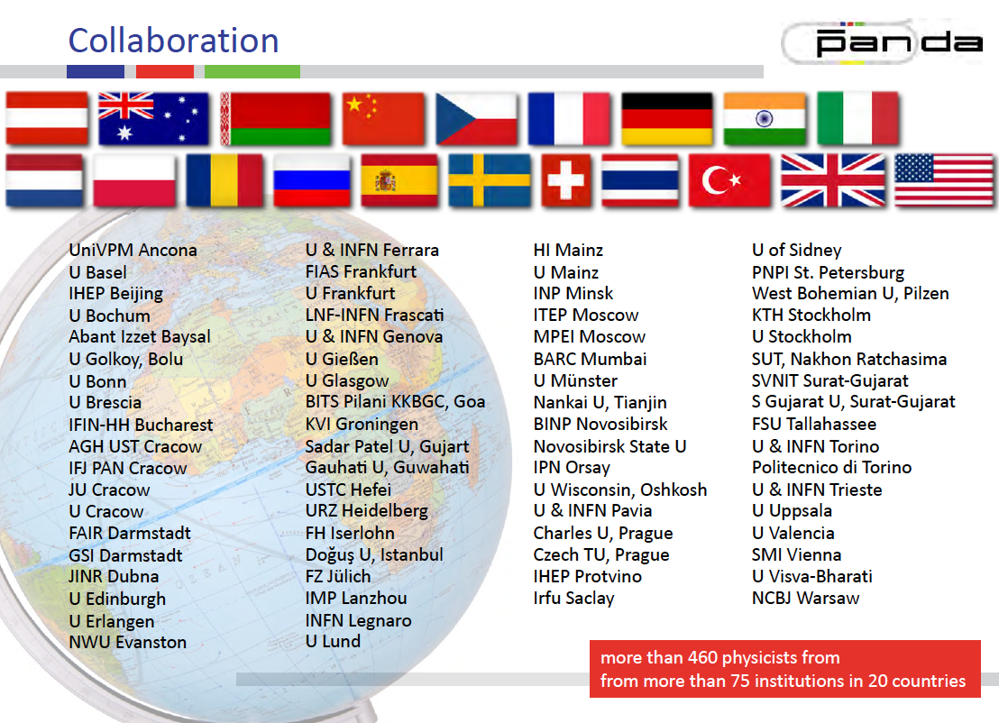 Collaboration
panda
UniVPM Ancona
U Basel
IHEP Beijing
U Bochum
Abant Izzet Baysal
U Golkoy, Bolu
U Bonn
U Brescia
IFIN-HH Bucharest
AGH UST Cracow
IFJ PAN Cracow
JU Cracow
U Cracow
FAIR Darmstadt
GSI Darmstadt
JINR Dubna
U Edinburgh
U Erlangen
NWU Evanston
U & INFN Ferrara
FIAS Frankfurt
U Frankfurt
LNF-INFN Frascati
U & INFN Genova
U Gießen
U Glasgow
BITS Pilani KKBGC, Goa
KVI Groningen
Sadar Patel U, Gujart
Gauhati U, Guwahati
USTC Hefei
URZ Heidelberg
FH Iserlohn
Doğuş U, Istanbul
FZ Jülich
IMP Lanzhou
INFN Legnaro
U Lund
HI Mainz
U Mainz
INP Minsk
ITEP Moscow
MPEI Moscow
BARC Mumbai
U Münster
Nankai U, Tianjin
BINP Novosibirsk
Novosibirsk State U
IPN Orsay
U Wisconsin, Oshkosh
U & INFN Pavia
Charles U, Prague
Czech TU, Prague
IHEP Protvino
Irfu Saclay
U of Sidney
PNPI St. Petersburg
West Bohemian U, Pilzen
KTH Stockholm
U Stockholm
SUT, Nakhon Ratchasima
SVNIT Surat-Gujarat
S Gujarat U, Surat-Gujarat
FSU Tallahassee
U & INFN Torino
Politecnico di Torino
U & INFN Trieste
U Uppsala
U Valencia
SMI Vienna
U Visva-Bharati
NCBJ Warsaw
more than 460 physicists from
from more than 75 institutions in 20 countries